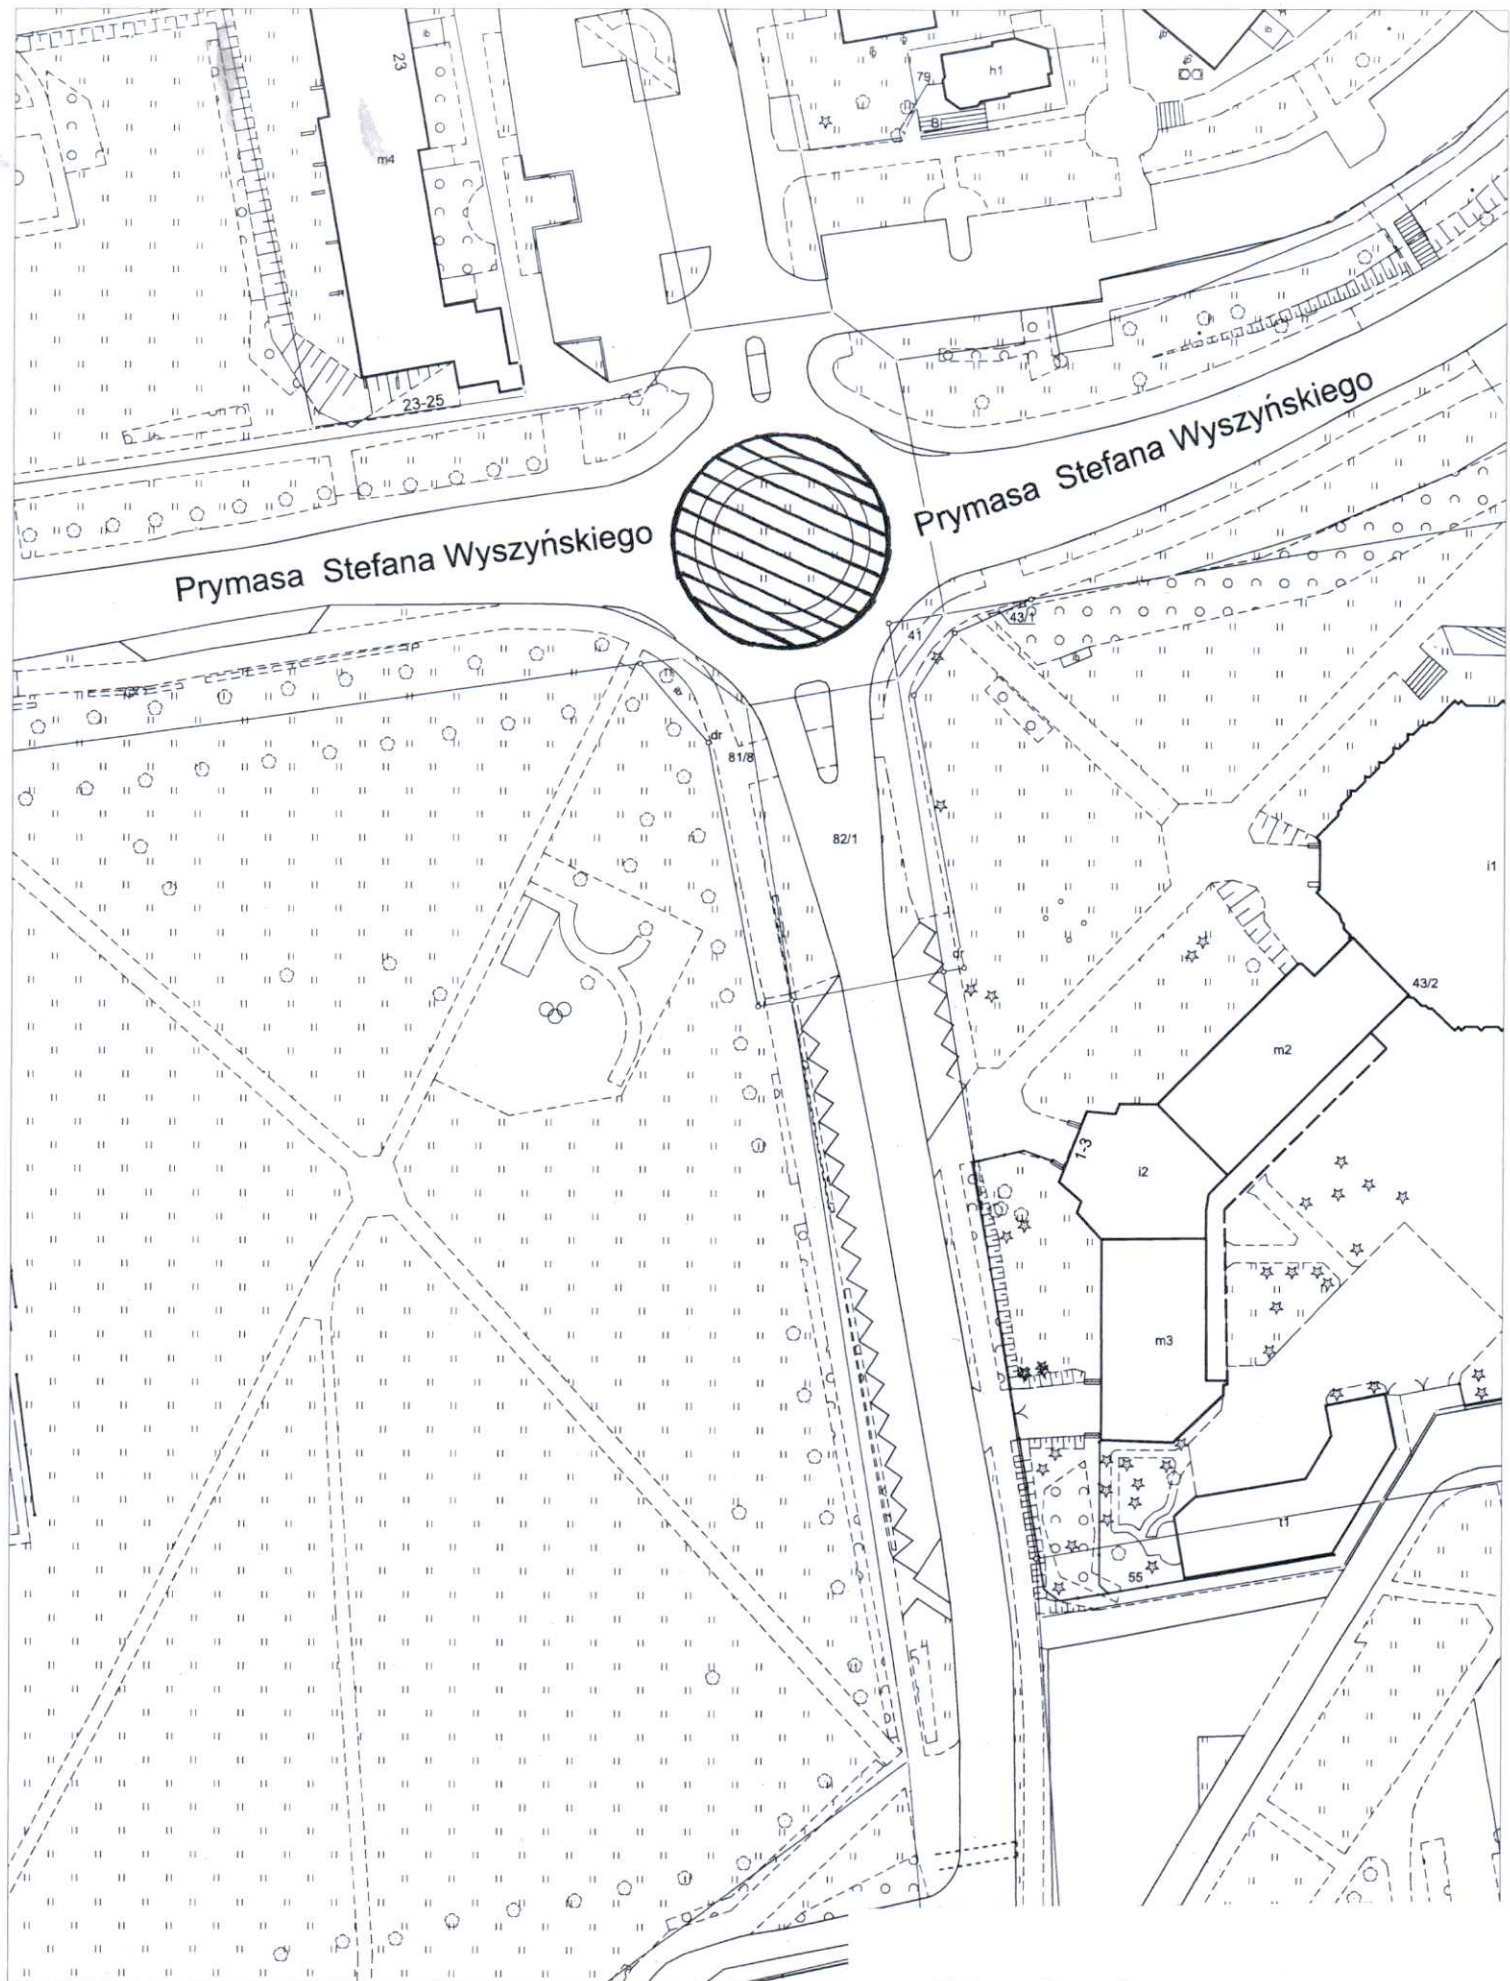 23
h1
79
B
m4
23-25
Prymasa Stefana Wyszyńskiego
Prymasa Stefana Wyszyńskiego
43/1
41
dr
81/8
82/1
i1
dr
43/2
m2
1-3
i2
m3
t1
55